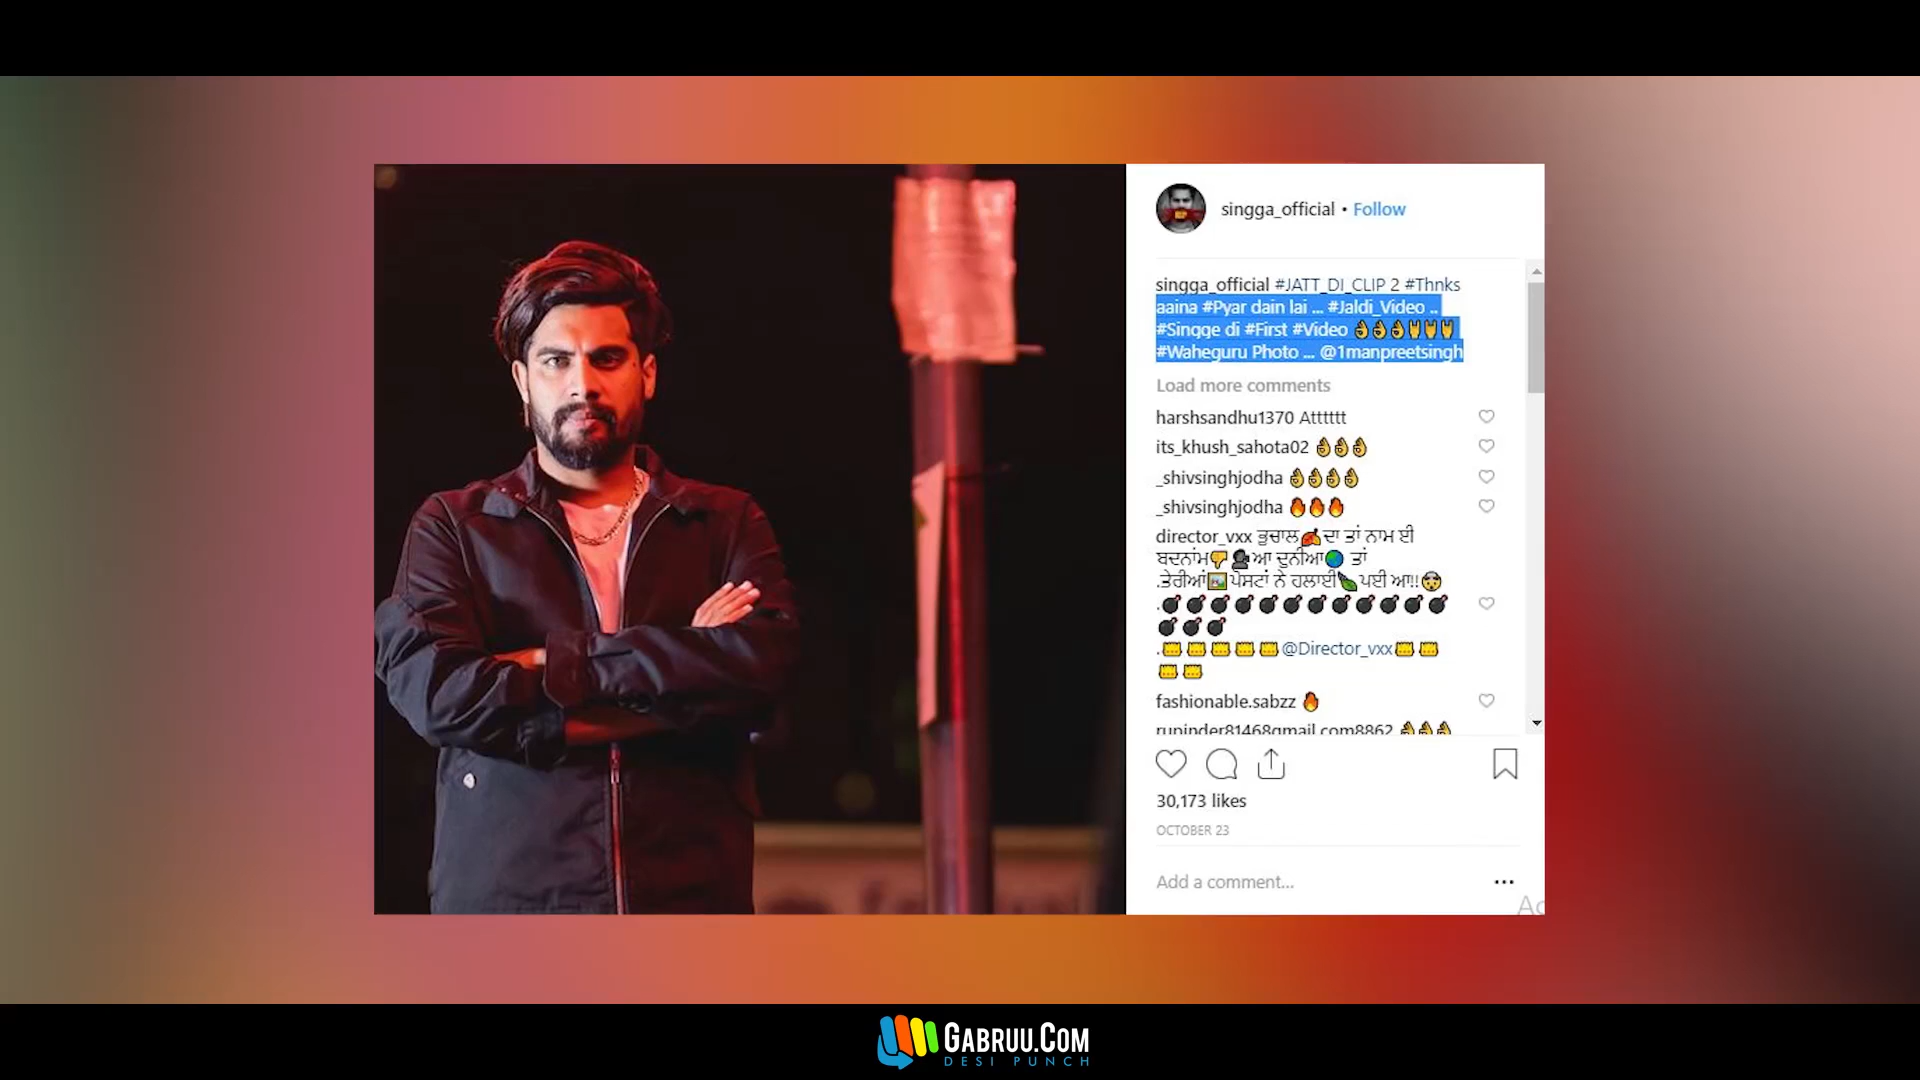 singga_official • Follow
singga_official #JATT_DI_CLIP 2 #Thnks
aaina #Pyar dain lai ... #Jaldi_Video ..
#Singge di #First #Video 👌👌👌🤘🤘🤘
#Waheguru Photo ... @1manpreetsingh
Load more comments
harshsandhu1370 Atttttt
its_khush_sahota02 👌👌👌
_shivsinghjodha 👌👌👌👌
_shivsinghjodha 🔥🔥🔥
director_vxx ਭੁਚਾਲ🍂ਦਾ ਤਾਂ ਨਾਮ ਈ
ਬਦਨਾਂਮ👎🗣ਆ ਦੁਨੀਆ🌏 ਤਾਂ
.ਤੇਰੀਆਂ🖼ਪੋਸਟਾਂ ਨੇ ਹਲਾਈ🍃ਪਈ ਆ!!🤯
.💣💣💣💣💣💣💣💣💣💣💣💣
💣💣💣
.🎫🎫🎫🎫🎫@Director_vxx🎫🎫
🎫🎫
fashionable.sabzz 🔥
rupinder81468gmail.com8862 👌👌👌
30,173 likes
OCTOBER 23
Add a comment...
GABRUU.COM
DESI PUNCH